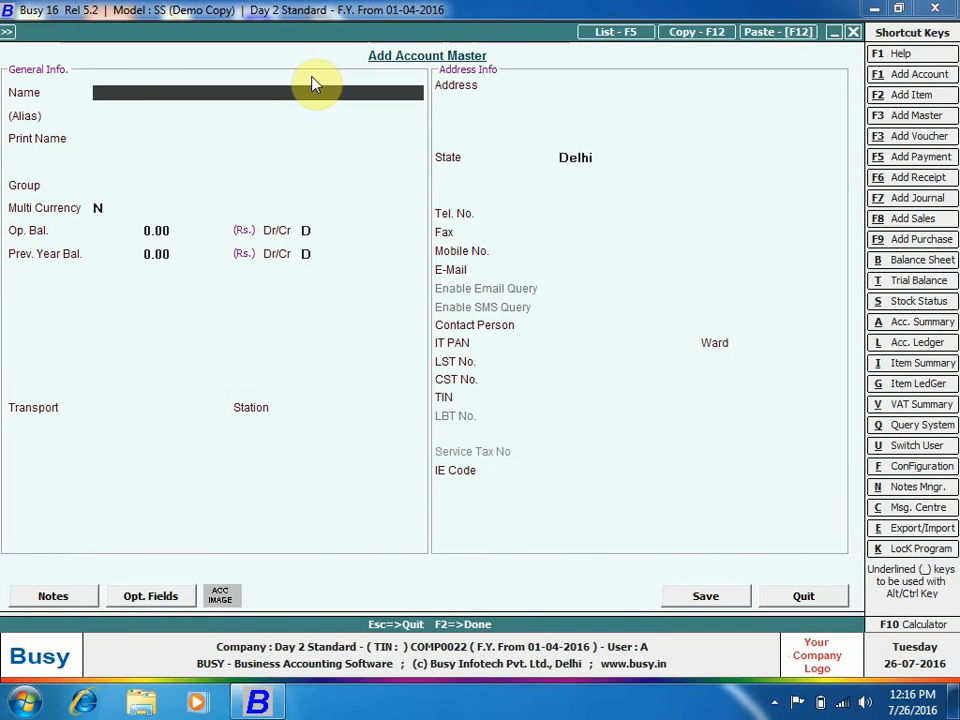 Busy 16 Rel 5.2 | Model : SS (Demo Copy) | Day 2 Standard - F.Y. From 01-04-2016
>>
List - F5
Copy - F12
Paste - [F12]
Add Account Master
General Info.
Name
(Alias)
Print Name
Group
Multi Currency N
Op. Bal. 0.00 (Rs.) Dr/Cr D
Prev. Year Bal. 0.00 (Rs.) Dr/Cr D
Transport Station
Address Info
Address
State Delhi
Tel. No.
Fax
Mobile No.
E-Mail
Enable Email Query
Enable SMS Query
Contact Person
IT PAN Ward
LST No.
CST No.
TIN
LBT No.
Service Tax No
IE Code
Notes
Opt. Fields
ACC
IMAGE
Save
Quit
Esc=>Quit F2=>Done
Shortcut Keys
F1 Help
F1 Add Account
F2 Add Item
F3 Add Master
F3 Add Voucher
F5 Add Payment
F6 Add Receipt
F7 Add Journal
F8 Add Sales
F9 Add Purchase
B Balance Sheet
T Trial Balance
S Stock Status
A Acc. Summary
L Acc. Ledger
I Item Summary
G Item LedGer
V VAT Summary
Q Query System
U Switch User
F Configuration
N Notes Mngr.
C Msg. Centre
E Export/Import
K LocK Program
Underlined (_) keys
to be used with
Alt/Ctrl Key
F10 Calculator
Busy
Company : Day 2 Standard - ( TIN : ) COMP0022 ( F.Y. From 01-04-2016 ) - User : A
BUSY - Business Accounting Software ; (c) Busy Infotech Pvt. Ltd., Delhi ; www.busy.in
Your
Company
Logo
Tuesday
26-07-2016
12:16 PM
7/26/2016